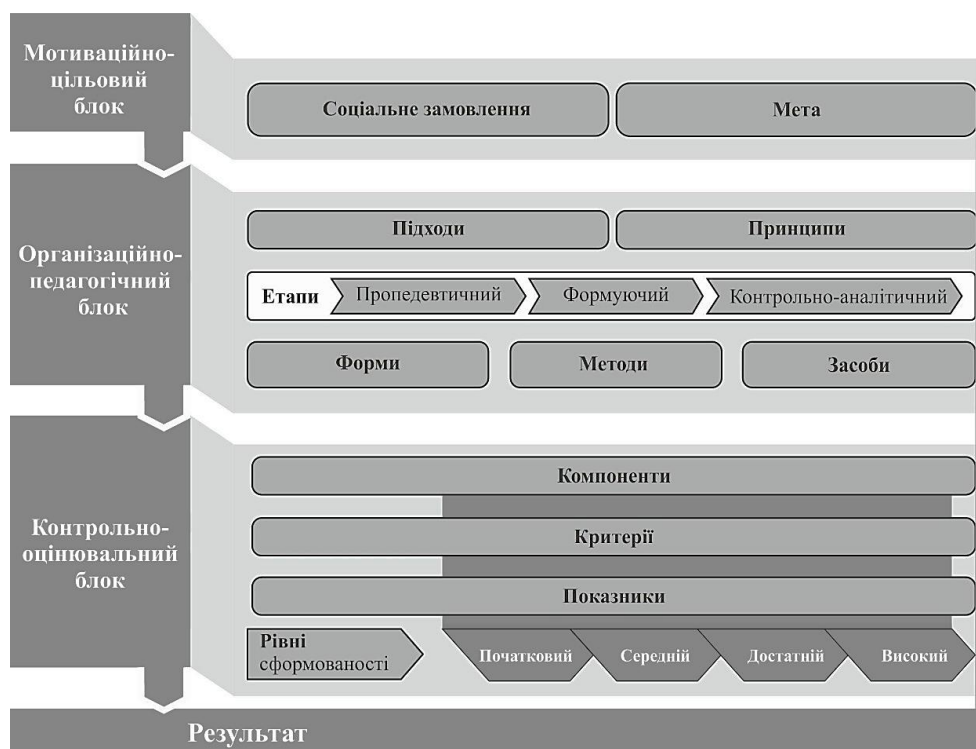 Мотиваційно-
цільовий
блок
Соціальне замовлення
Мета
Організаційно-
педагогічний
блок
Підходи
Принципи
Етапи
Пропедевтичний
Формуючий
Контрольно-аналітичний
Форми
Методи
Засоби
Контрольно-
оцінювальний
блок
Компоненти
Критерії
Показники
Рівні
сформованості
Початковий
Середній
Достатній
Високий
Результат